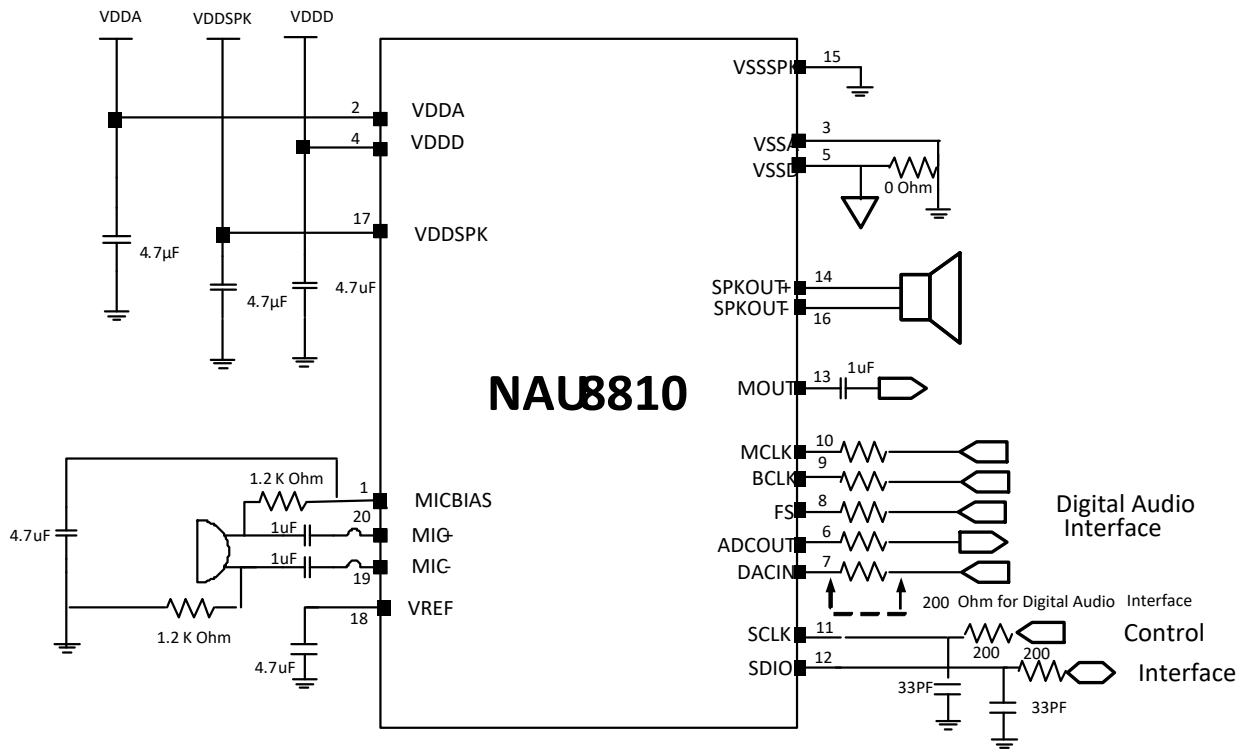 VDDA
VDDSPK
VDDD
15
VSSSPK
2
VDDA
4
VDDD
3
VSSA
5
VSSD
0 Ohm
17
VDDSPK
4.7µF
4.7µF
4.7uF
14
SPKOUT+
SPKOUT-
16
NAU8810
1uF
MOUT
13
10
MCLK
9
BCLK
8
FS
6
ADCOUT
7
DACIN
Digital Audio
Interface
200 Ohm for Digital Audio Interface
1.2 K Ohm
1
MICBIAS
20
1uF
MIC+
4.7uF
1uF
MIC-
19
VREF
18
1.2 K Ohm
4.7uF
SCLK
11
200
Control
SDIO
12
200
Interface
33PF
33PF